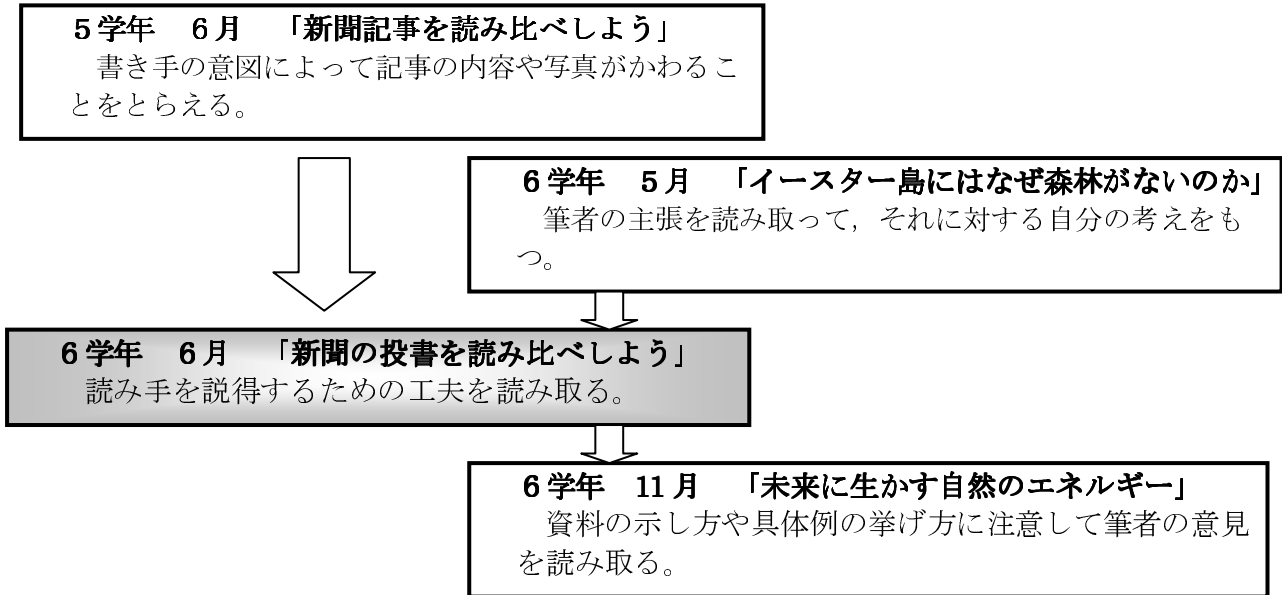 5学年　6月　「新聞記事を読み比べしよう」
書き手の意図によって記事の内容や写真がかわるこ
とをとらえる。
6学年　5月　「イースター島にはなぜ森林がないのか」
筆者の主張を読み取って，それに対する自分の考えをも
つ。
6学年　6月　「新聞の投書を読み比べしよう」
読み手を説得するための工夫を読み取る。
6学年　11月　「未来に生かす自然のエネルギー」
資料の示し方や具体例の挙げ方に注意して筆者の意見
を読み取る。